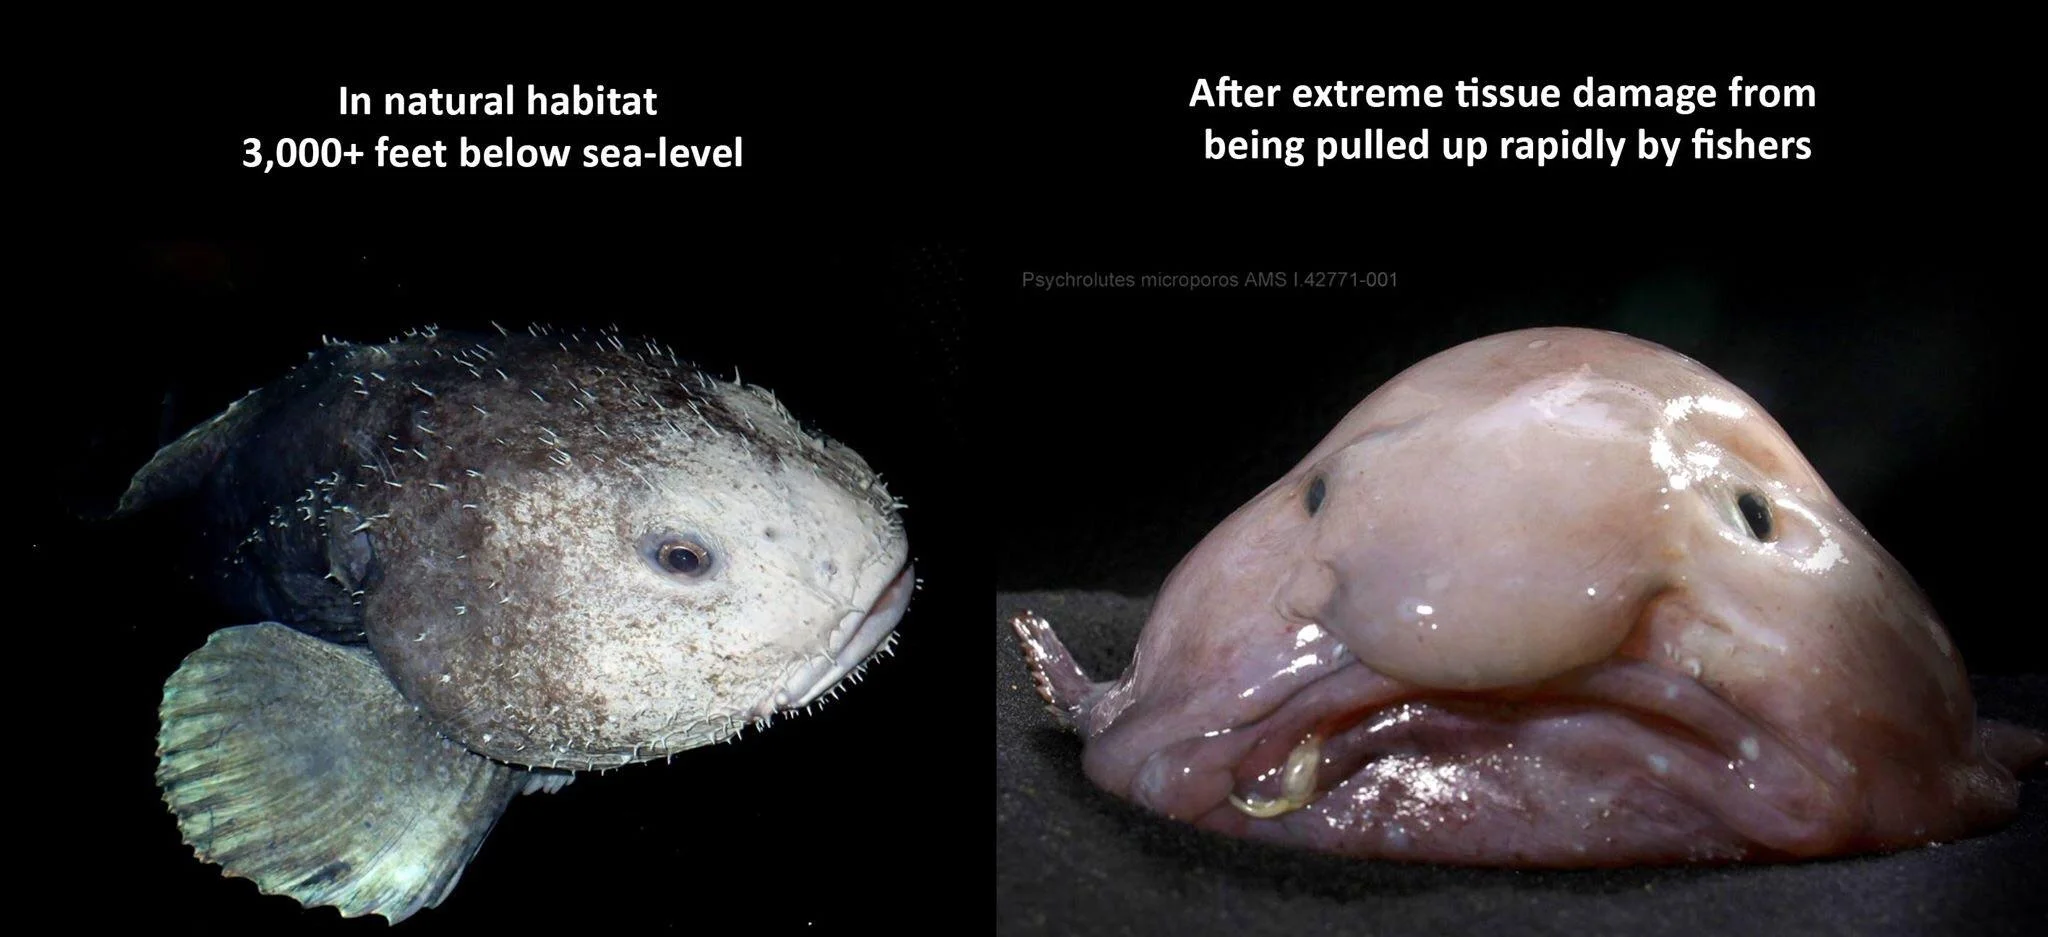 In natural habitat
3,000+ feet below sea-level
After extreme tissue damage from
being pulled up rapidly by fishers
Psychrolutes microporos AMS I.42771-001